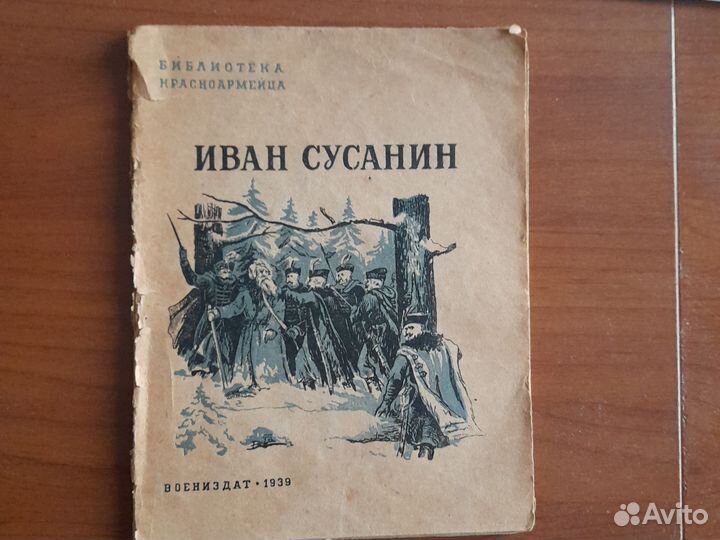 БИБЛИОТЕКА
КРАСНОАРМЕЙЦА
ИВАН СУСАНИН
ВОЕНИЗДАТ • 1939
Avito